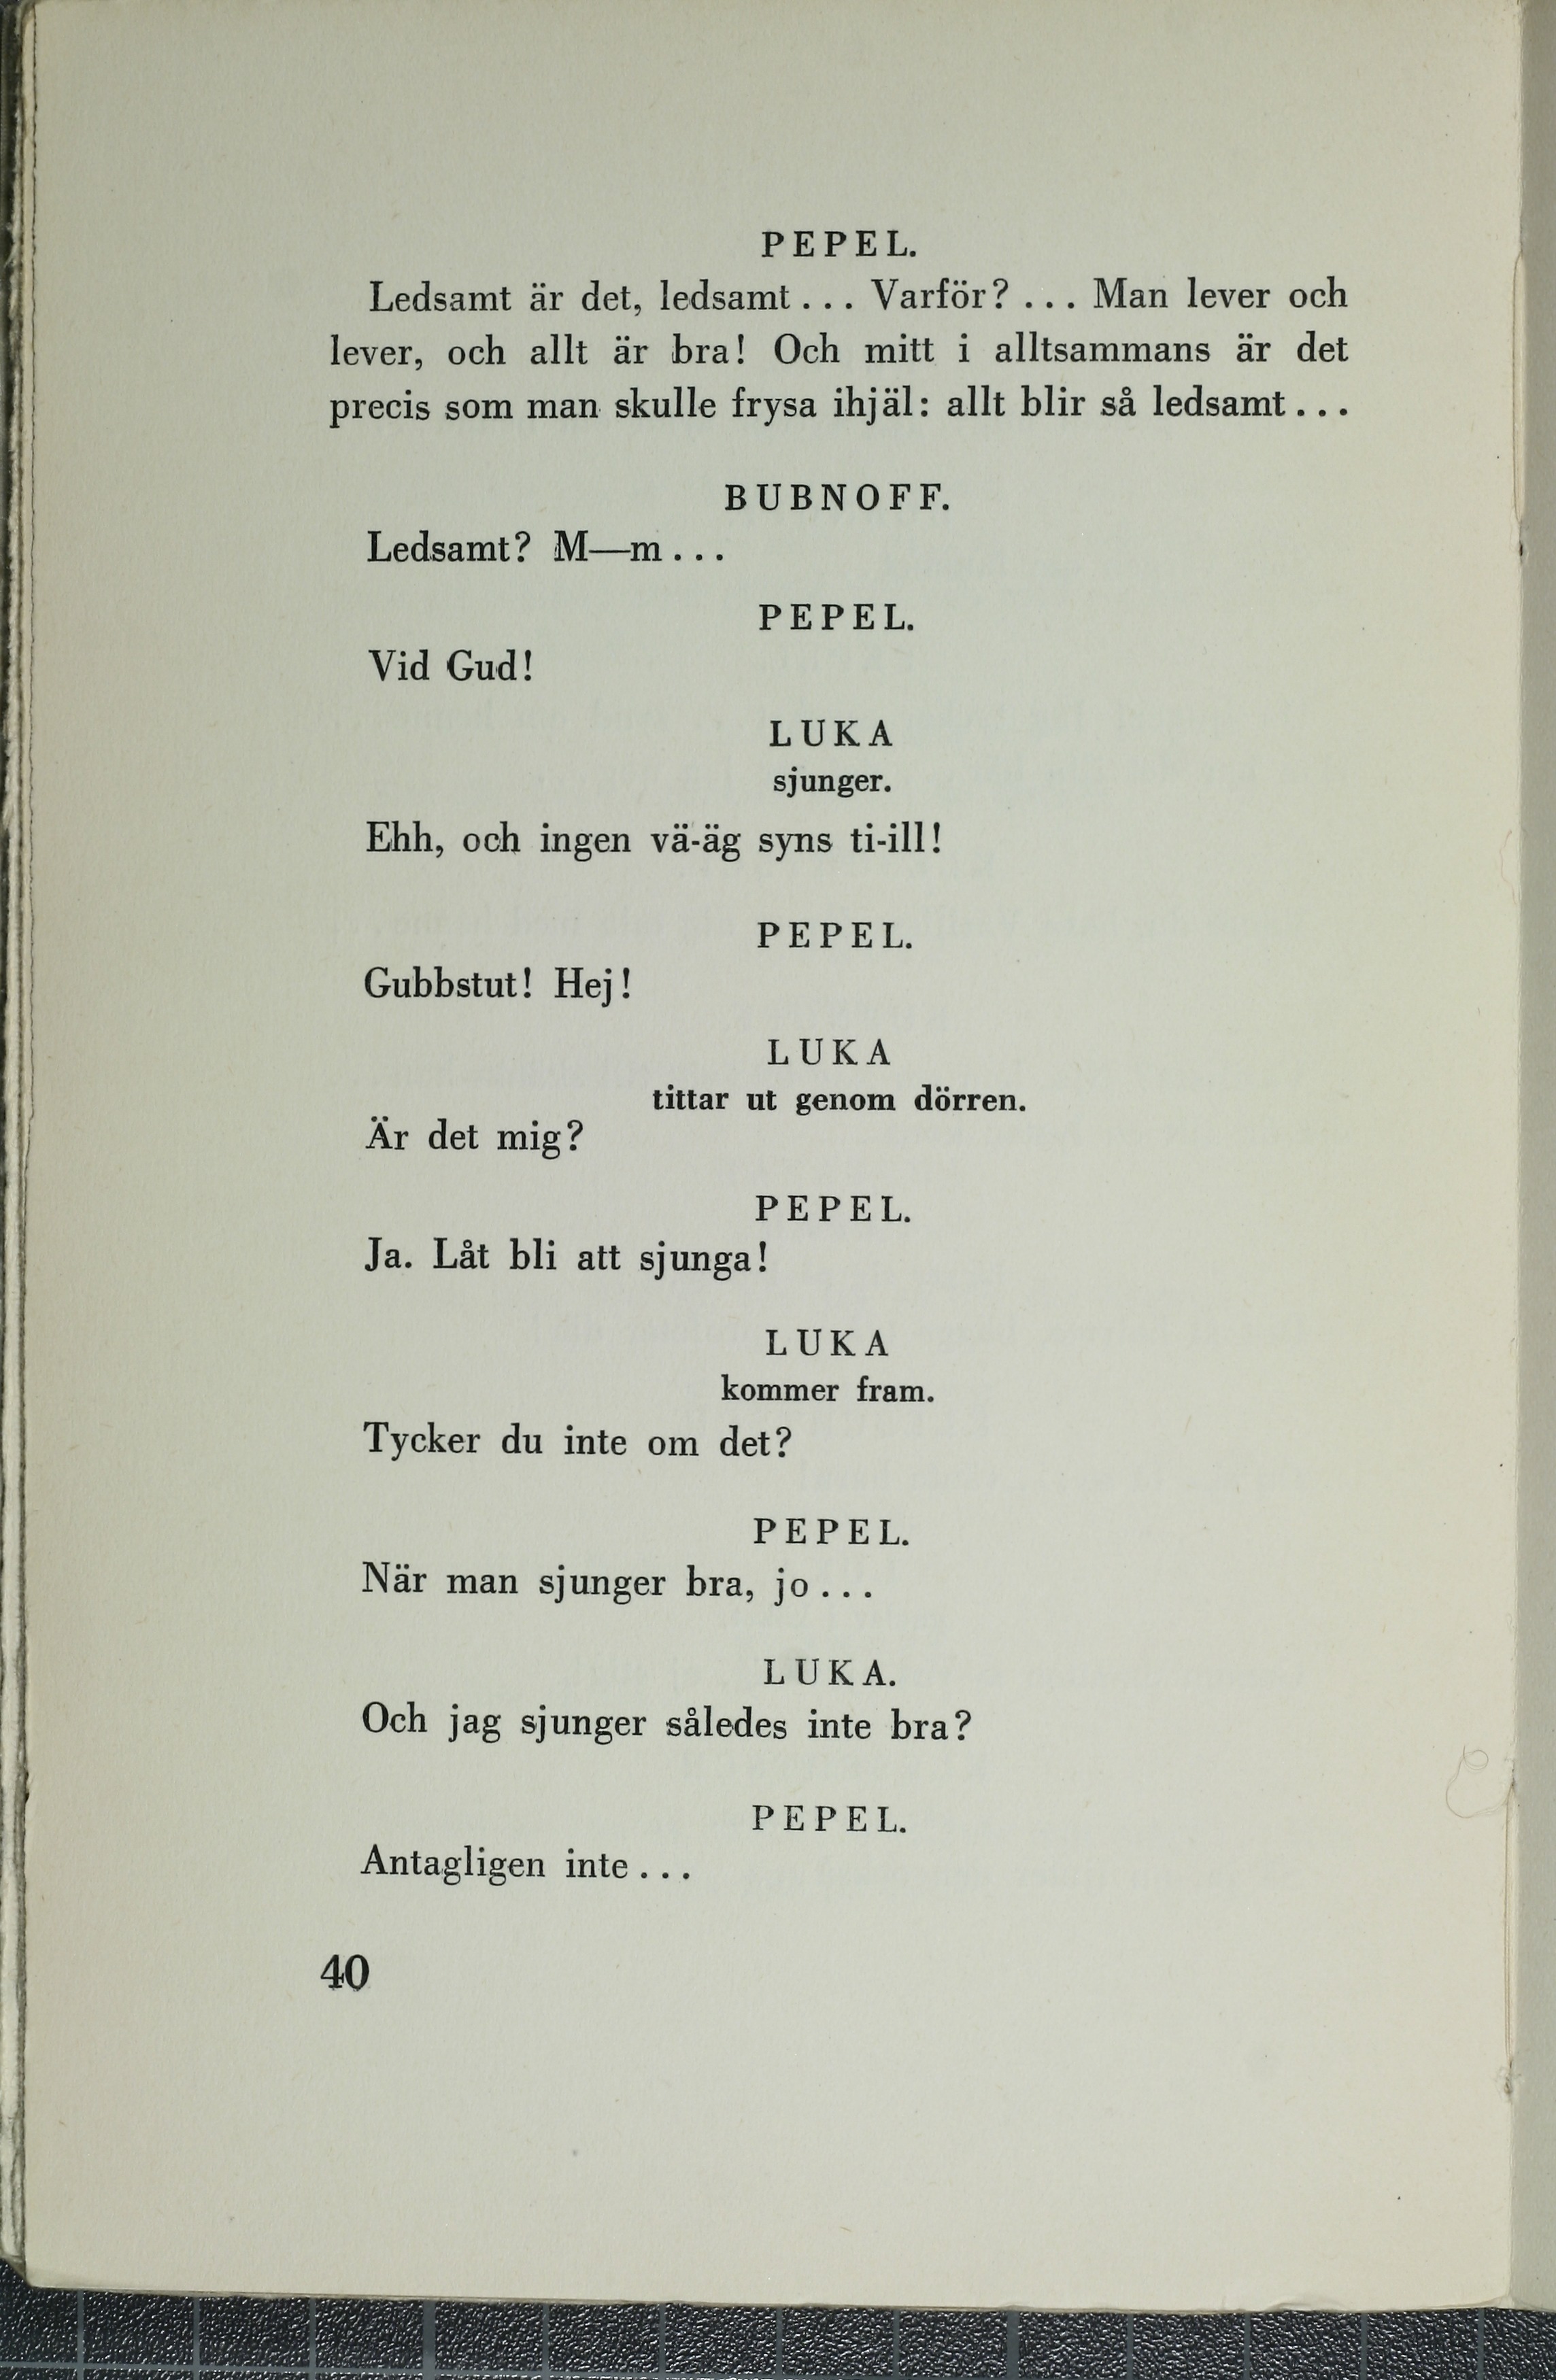 PEPEL.
Ledsamt är det, ledsamt... Varför?... Man lever och
lever, och allt är bra! Och mitt i alltsammans är det
precis som man skulle frysa ihjäl: allt blir så ledsamt...
BUBNOFF.
Ledsamt? M—m...
PEPEL.
Vid Gud!
LUKA
sjunger.
Ehh, och ingen vä-äg syns ti-ill!
PEPEL.
Gubbstut! Hej!
LUKA
tittar ut genom dörren.
Är det mig?
PEPEL.
Ja. Låt bli att sjunga!
LUKA
kommer fram.
Tycker du inte om det?
PEPEL.
När man sjunger bra, jo...
LUKA.
Och jag sjunger således inte bra?
PEPEL.
Antagligen inte...
40